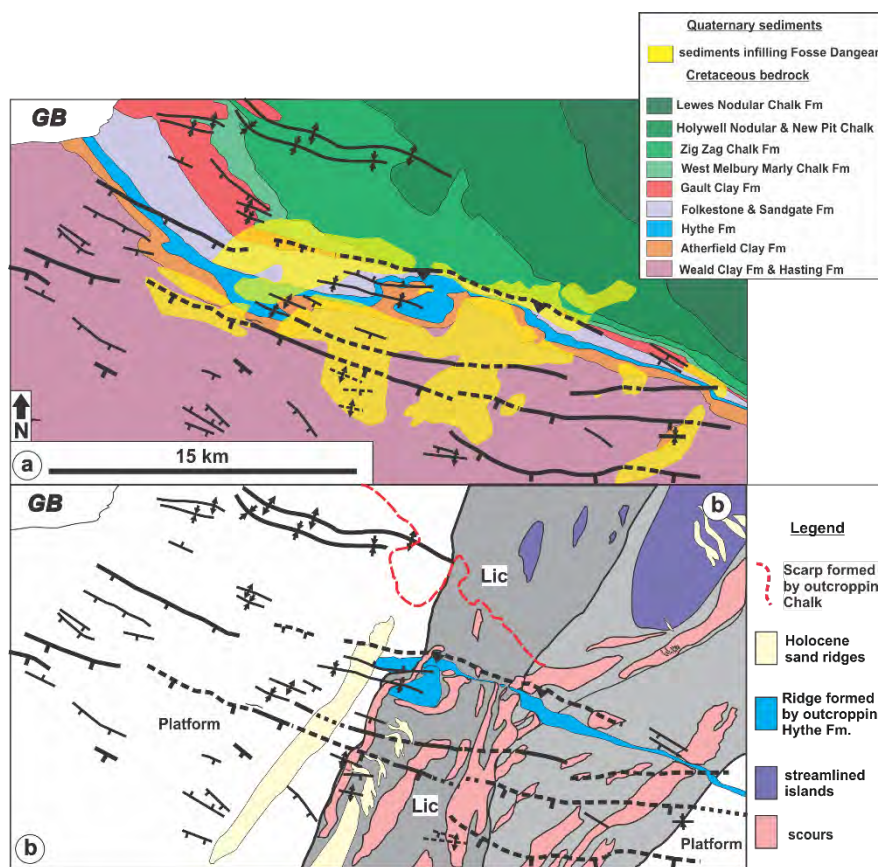 Quaternary sediments
sediments infilling Fosse Dangear
Cretaceous bedrock
Lewes Nodular Chalk Fm
Holywell Nodular & New Pit Chalk
Zig Zag Chalk Fm
West Melbury Marly Chalk Fm
Gault Clay Fm
Folkestone & Sandgate Fm
Hythe Fm
Atherfield Clay Fm
Weald Clay Fm & Hasting Fm
GB
N
a
15 km
GB
b
Lic
Platform
Lic
Platform
b
Legend
Scarp formed
by outcropping
Chalk
Holocene
sand ridges
Ridge formed
by outcroppin
Hythe Fm.
streamlined
islands
scours